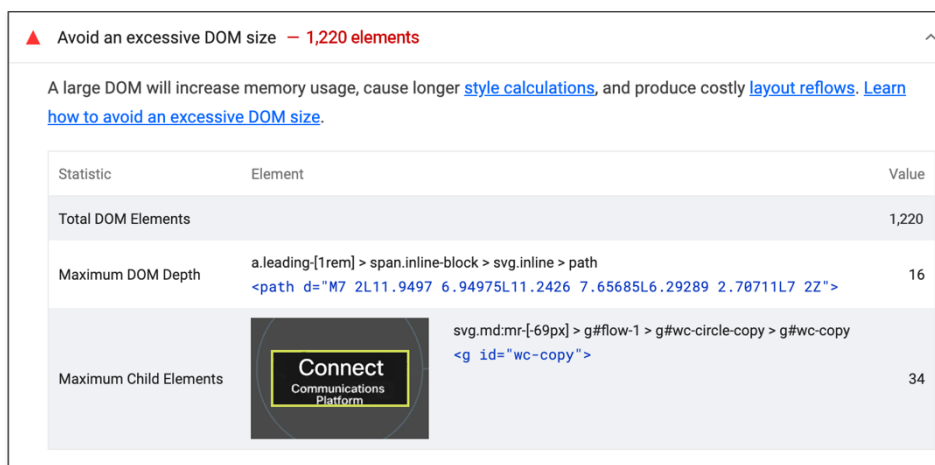 Avoid an excessive DOM size — 1,220 elements
A large DOM will increase memory usage, cause longer style calculations, and produce costly layout reflows. Learn
how to avoid an excessive DOM size.
Statistic Element Value
Total DOM Elements 1,220
a.leading-[1rem] > span.inline-block > svg.inline > path
Maximum DOM Depth 16
<path d="M7 2L11.9497 6.94975L11.2426 7.65685L6.29289 2.70711L7 2Z">
svg.md:mr-[-69px] > g#flow-1 > g#wc-circle-copy > g#wc-copy
<g id="wc-copy">
Connect
Maximum Child Elements 34
Communications
Platform